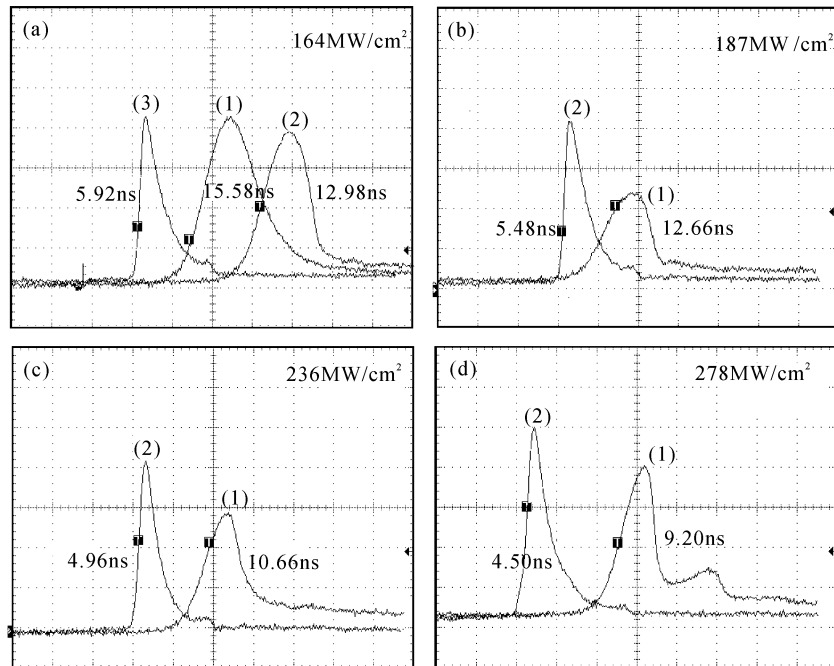 (a)
164MW/cm²
(3)
(1)
(2)
5.92ns
15.58ns
12.98ns
(b)
187MW/cm²
(2)
(1)
5.48ns
12.66ns
(c)
236MW/cm²
(2)
(1)
4.96ns
10.66ns
(d)
278MW/cm²
(2)
(1)
4.50ns
9.20ns